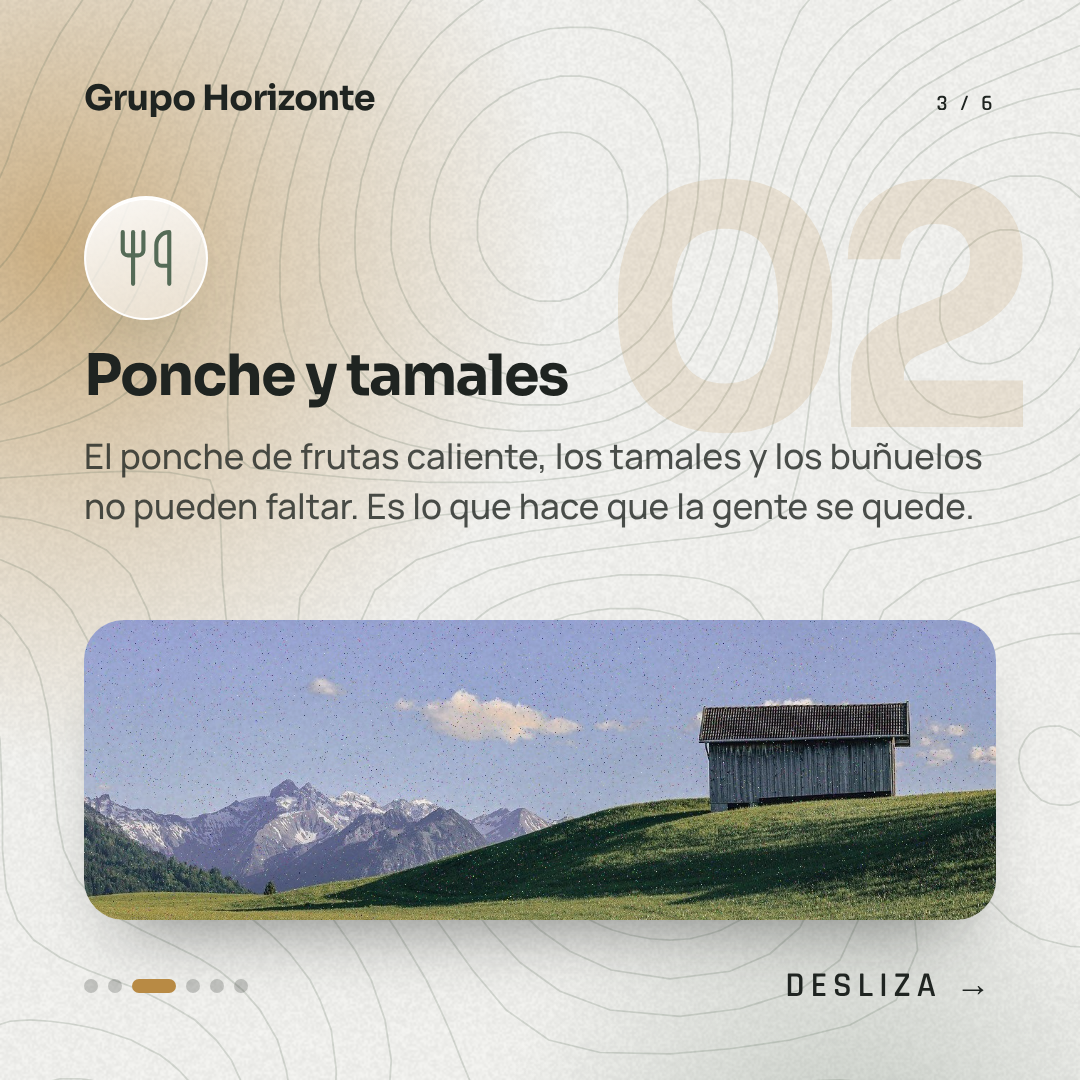 Grupo Horizonte
3 / 6
02
Ponche y tamales
El ponche de frutas caliente, los tamales y los buñuelos
no pueden faltar. Es lo que hace que la gente se quede.
DESLIZA →